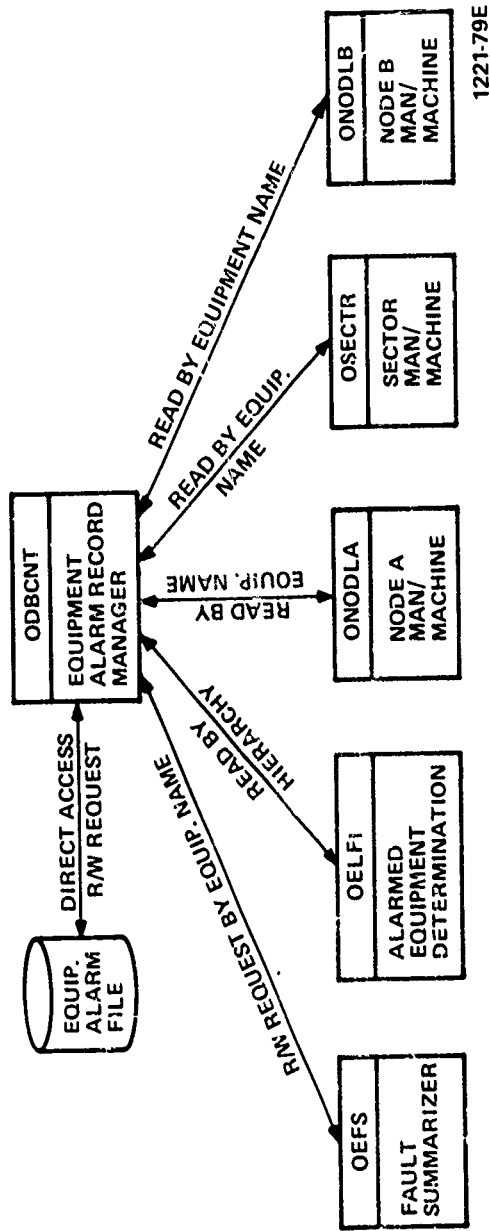 EQUIP.
ALARM
FILE
DIRECT ACCESS
R/W REQUEST
ODBCNT
EQUIPMENT
ALARM RECORD
MANAGER
R/W REQUEST BY EQUIP. NAME
READ BY
HIERARCHY
READ BY
EQUIP. NAME
READ BY EQUIP.
NAME
READ BY EQUIPMENT NAME
OEFS
FAULT
SUMMARIZER
OELFI
ALARMED
EQUIPMENT
DETERMINATION
ONODLA
NODE A
MAN/
MACHINE
OSECTR
SECTOR
MAN/
MACHINE
ONODLB
NODE B
MAN/
MACHINE
1221-79E